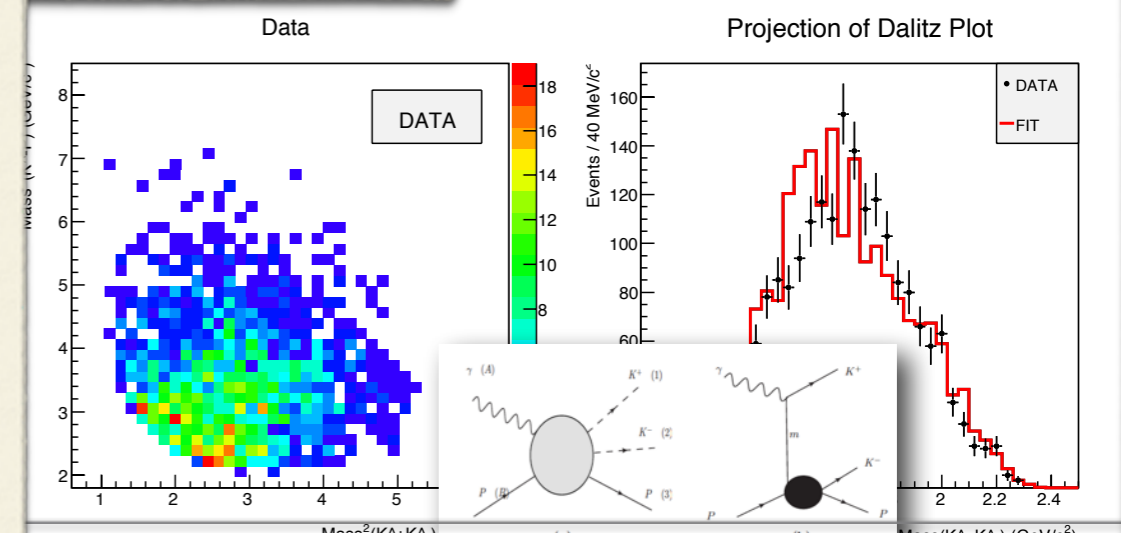 Data
Projection of Dalitz Plot
DATA
DATA
FIT
Events / 40 MeV/c²
8
7
6
5
4
3
2
1 2 3 4 5
18
16
14
12
10
8
160
140
120
100
80
60
2 2.2 2.4
γ (A)
K⁺ (1)
K⁻ (2)
P (B)
P (3)
γ
K⁺
m
K⁻
P
P